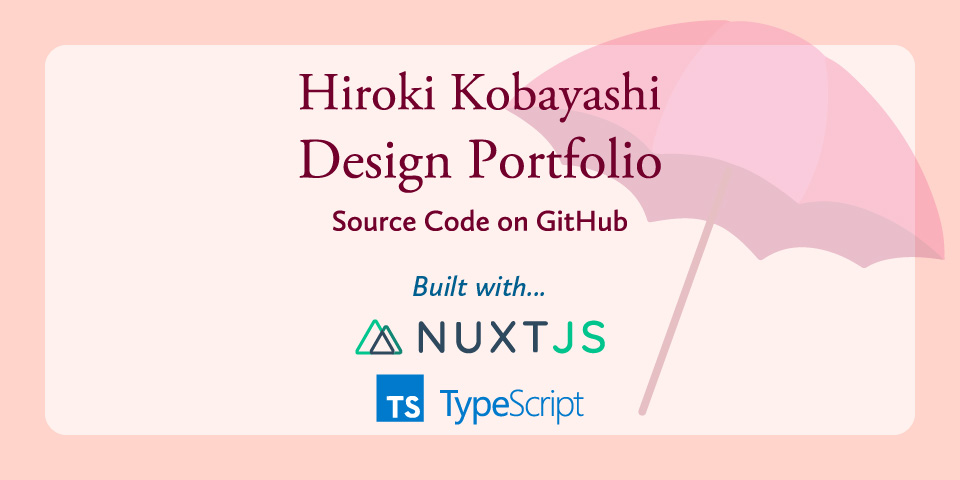 Hiroki Kobayashi
Design Portfolio
Source Code on GitHub
Built with...
NUXTJS
TS TypeScript